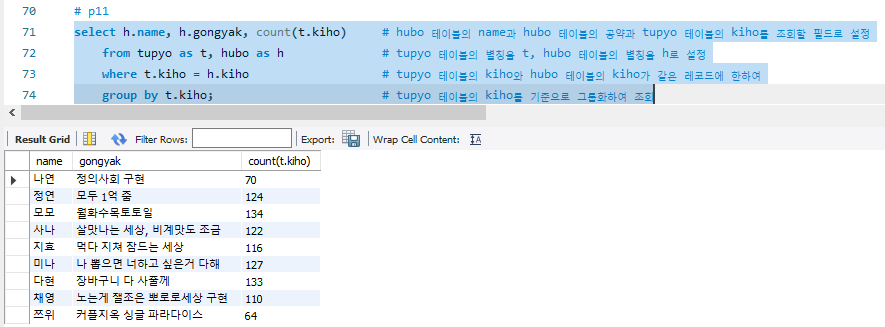 70 # p11
71 select h.name, h.gongyak, count(t.kiho) # hubo 테이블의 name과 hubo 테이블의 공약과 tupyo 테이블의 kiho를 조회할 필드로 설정
72 from tupyo as t, hubo as h # tupyo 테이블의 별칭을 t, hubo 테이블의 별칭을 h로 설정
73 where t.kiho = h.kiho # tupyo 테이블의 kiho와 hubo 테이블의 kiho가 같은 레코드에 한하여
74 group by t.kiho; # tupyo 테이블의 kiho를 기준으로 그룹화하여 조회
Result Grid Filter Rows: Export: Wrap Cell Content:
name gongyak count(t.kiho)
나연 정의사회 구현 70
정연 모두 1억 줌 124
모모 월화수목토토일 134
사나 살맛나는 세상, 비계맛도 조금 122
지효 먹다 지쳐 잠드는 세상 116
미나 나 뽑으면 너하고 싶은거 다해 127
다현 장바구니 다 사줄께 133
채영 노는게 젤조은 뽀로로세상 구현 110
쯔위 커플지옥 싱글 파라다이스 64